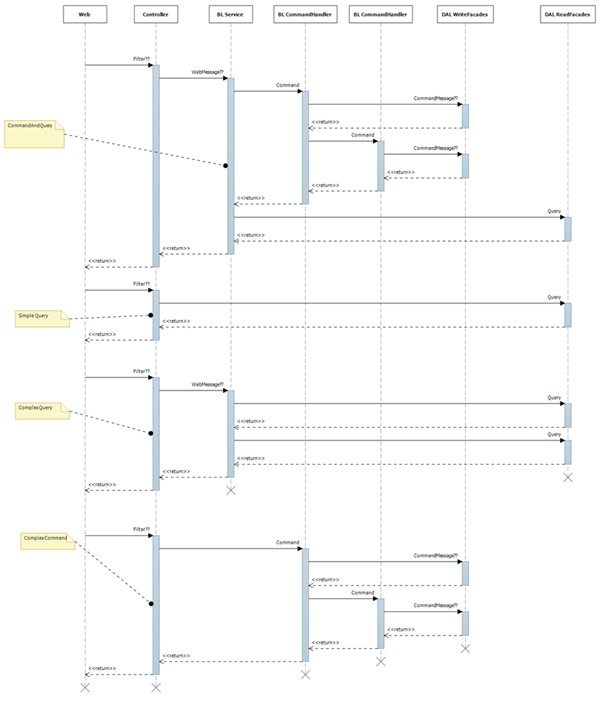 Web Controller BL Service BL CommandHandler BL CommandHandler DAL WriteFacades DAL ReadFacades
Filter??
WebMessage??
Command
CommandMessage??
<<return>>
CommandAndQuery
Command
CommandMessage??
<<return>>
<<return>>
<<return>>
Query
<<return>>
<<return>>
<<return>>
Filter??
Query
Simple Query
<<return>>
<<return>>
Filter??
WebMessage??
Query
ComplexQuery
<<return>>
Query
<<return>>
<<return>>
<<return>>
Filter??
ComplexCommand
Command
CommandMessage??
<<return>>
Command
CommandMessage??
<<return>>
<<return>>
<<return>>
<<return>>